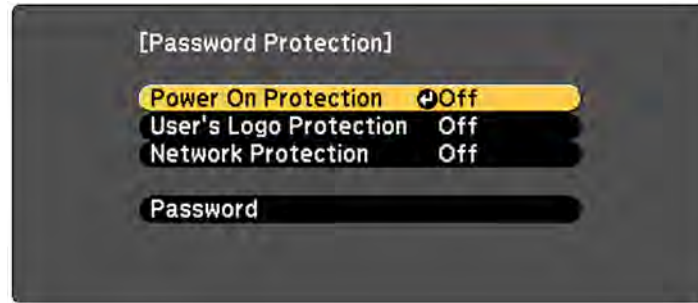 [Password Protection]
Power On Protection Off
User's Logo Protection Off
Network Protection Off
Password